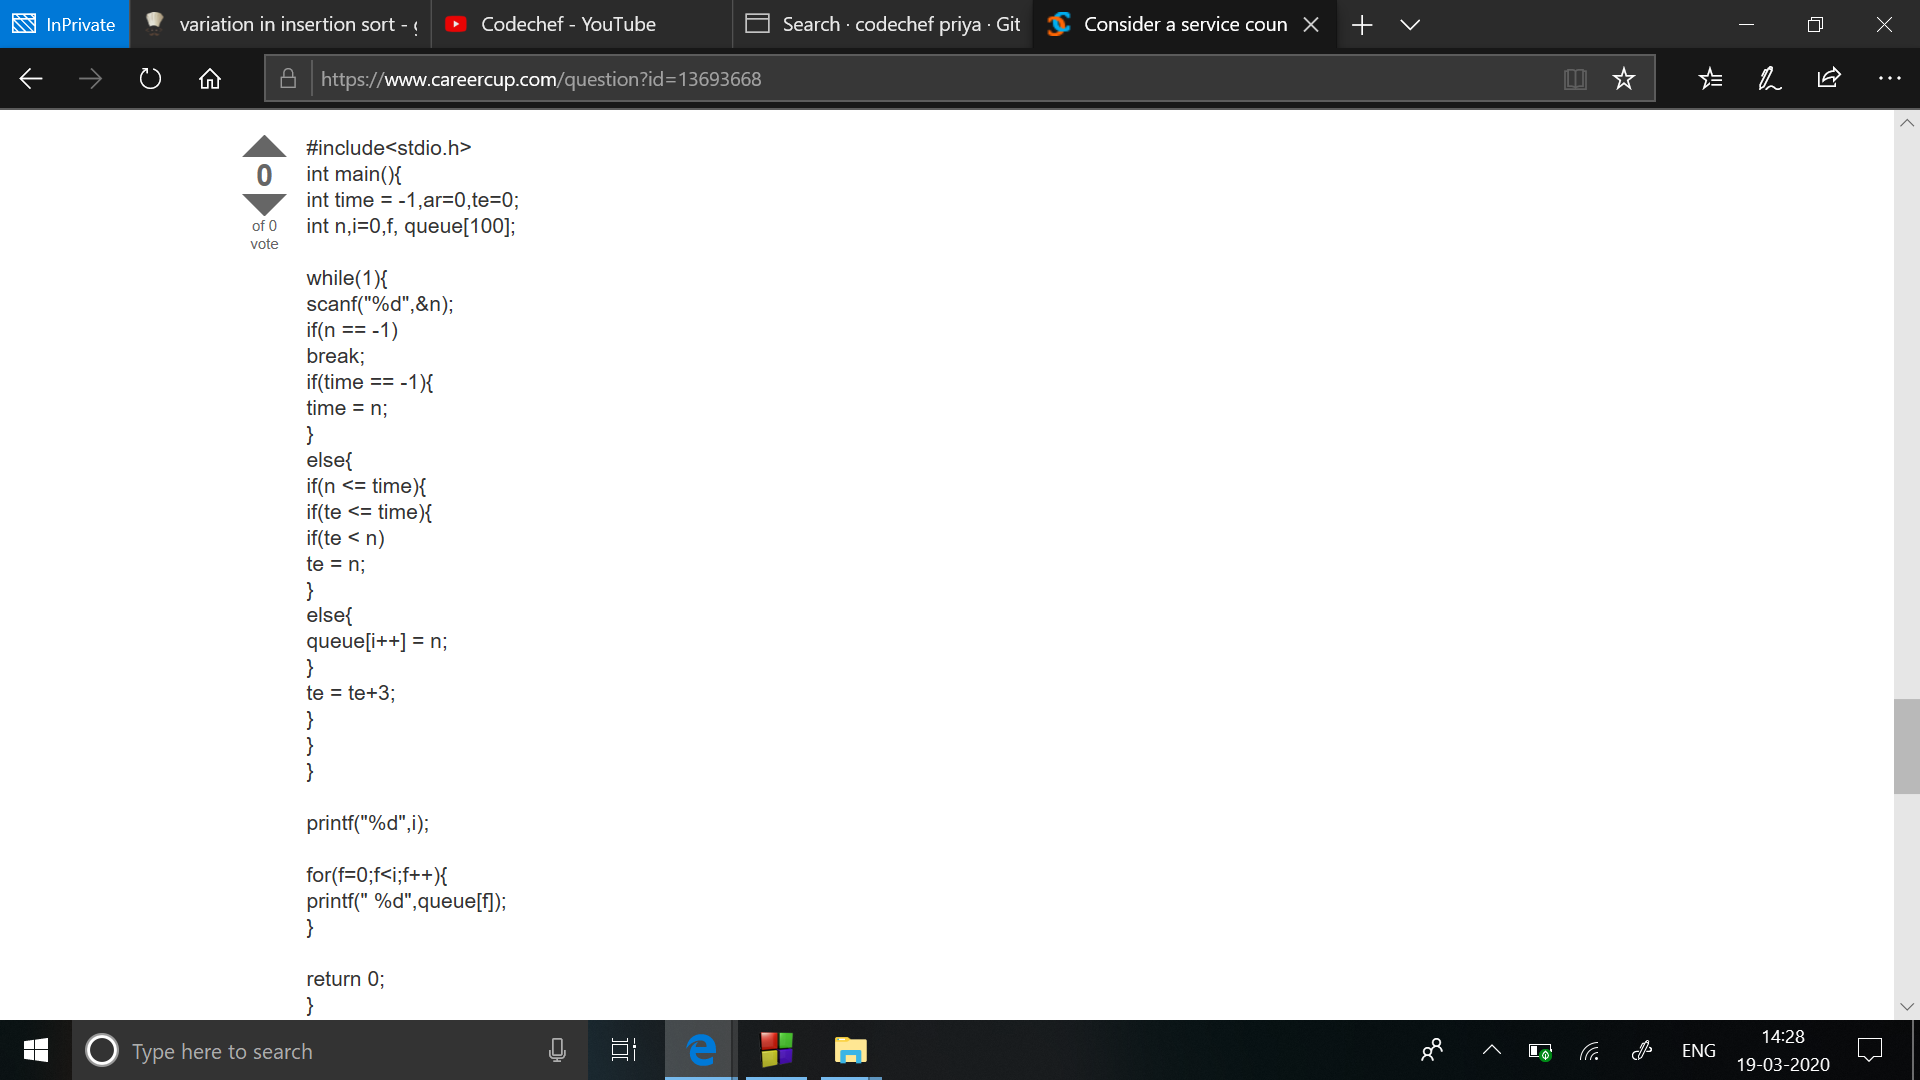 InPrivate
variation in insertion sort -
Codechef - YouTube
Search · codechef priya · Git
Consider a service coun
https://www.careercup.com/question?id=13693668
0
of 0
vote
#include<stdio.h>
int main(){
int time = -1,ar=0,te=0;
int n,i=0,f, queue[100];
while(1){
scanf("%d",&n);
if(n == -1)
break;
if(time == -1){
time = n;
}
else{
if(n <= time){
if(te <= time){
if(te < n)
te = n;
}
else{
queue[i++] = n;
}
te = te+3;
}
}
}
printf("%d",i);
for(f=0;f<i;f++){
printf(" %d",queue[f]);
}
return 0;
}
Type here to search
ENG
14:28
19-03-2020